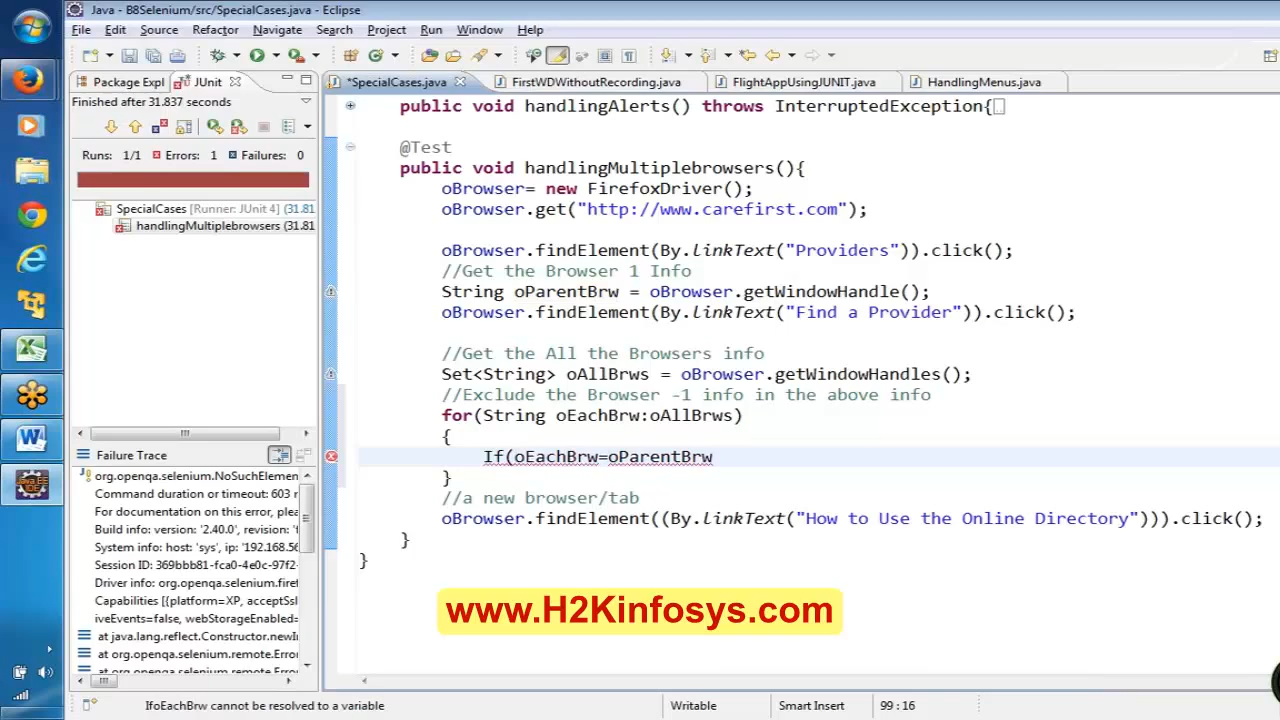 Java - B8Selenium/src/SpecialCases.java - Eclipse
File Edit Source Refactor Navigate Search Project Run Window Help
Package Expl JUnit
*SpecialCases.java FirstWDWithoutRecording.java FlightAppUsingJUNIT.java HandlingMenus.java
Finished after 31.837 seconds
Runs: 1/1 Errors: 1 Failures: 0
SpecialCases [Runner: JUnit 4] (31.81
handlingMultiplebrowsers (31.81
Failure Trace
org.openqa.selenium.NoSuchElemen
Command duration or timeout: 603 r
For documentation on this error, plea
Build info: version: '2.40.0', revision: '
System info: host: 'sys', ip: '192.168.56
Session ID: 369bbb81-fca0-4e0c-97f2-
Driver info: org.openqa.selenium.firef
Capabilities [{platform=XP, acceptSsl
iveEvents=false, webStorageEnabled=
at java.lang.reflect.Constructor.newI
at org.openqa.selenium.remote.Error
at org.openqa.selenium.remote.Error
public void handlingAlerts() throws InterruptedException{
@Test
public void handlingMultiplebrowsers(){
oBrowser= new FirefoxDriver();
oBrowser.get("http://www.carefirst.com");
oBrowser.findElement(By.linkText("Providers")).click();
//Get the Browser 1 Info
String oParentBrw = oBrowser.getWindowHandle();
oBrowser.findElement(By.linkText("Find a Provider")).click();
//Get the All the Browsers info
Set<String> oAllBrws = oBrowser.getWindowHandles();
//Exclude the Browser -1 info in the above info
for(String oEachBrw:oAllBrws)
{
If(oEachBrw=oParentBrw
}
//a new browser/tab
oBrowser.findElement((By.linkText("How to Use the Online Directory"))).click();
}
}
www.H2Kinfosys.com
IfoEachBrw cannot be resolved to a variable Writable Smart Insert 99 : 16